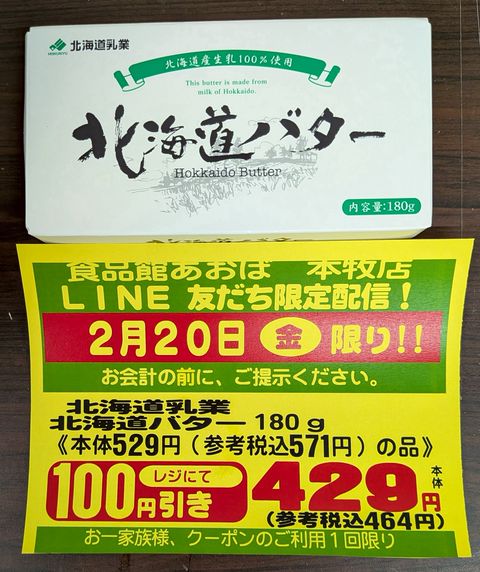 北海道乳業
HOKUNYU
北海道産生乳100%使用
This butter is made from
milk of Hokkaido.
北海道バター
Hokkaido Butter
内容量:180g
北海道バター
食品館あおば 本牧店
LINE 友だち限定配信！
2月20日 金 限り!!
お会計の前に、ご提示ください。
北海道乳業
北海道バター 180g
《本体529円（参考税込571円）の品》
レジにて
100円引き
本体
429円
(参考税込464円)
お一家族様、クーポンのご利用1回限り